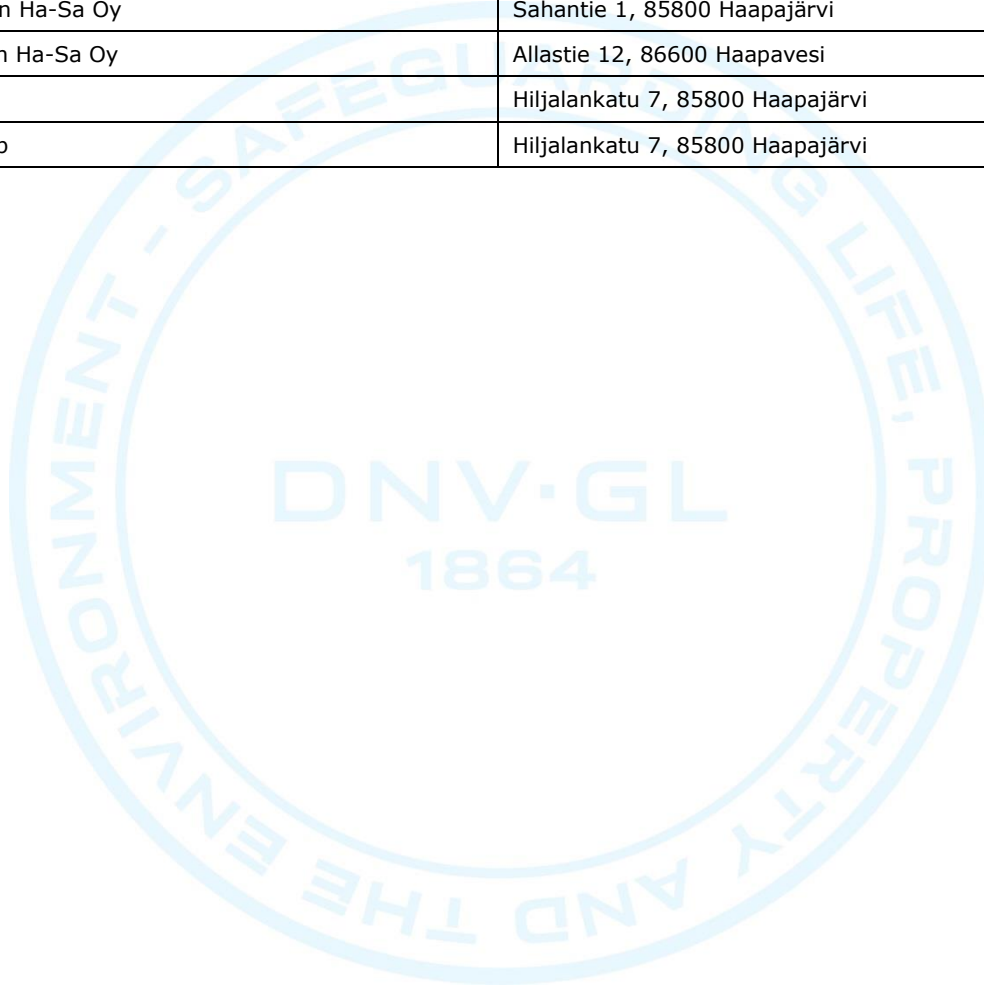 n Ha-Sa Oy Sahantie 1, 85800 Haapajärvi
n Ha-Sa Oy Allastie 12, 86600 Haapavesi
Hiljalankatu 7, 85800 Haapajärvi
Hiljalankatu 7, 85800 Haapajärvi
SAFEGUARDING LIFE, PROPERTY AND THE ENVIRONMENT -
DNV·GL
1864